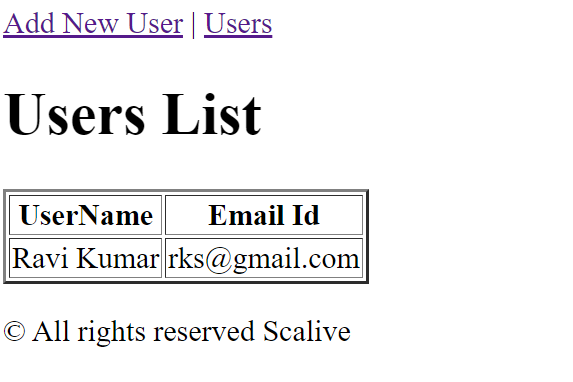 Add New User | Users
Users List
UserName Email Id
Ravi Kumar rks@gmail.com
© All rights reserved Scalive